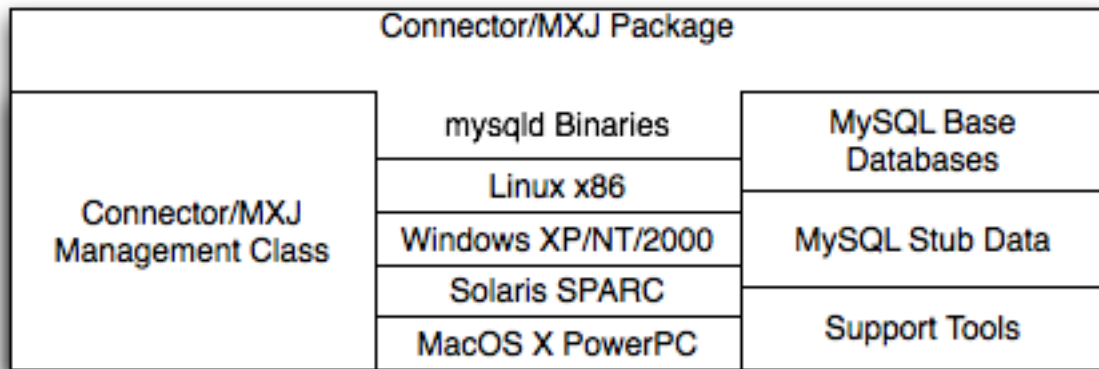 Connector/MXJ Package
Connector/MXJ
Management Class
mysqld Binaries
Linux x86
Windows XP/NT/2000
Solaris SPARC
MacOS X PowerPC
MySQL Base
Databases
MySQL Stub Data
Support Tools